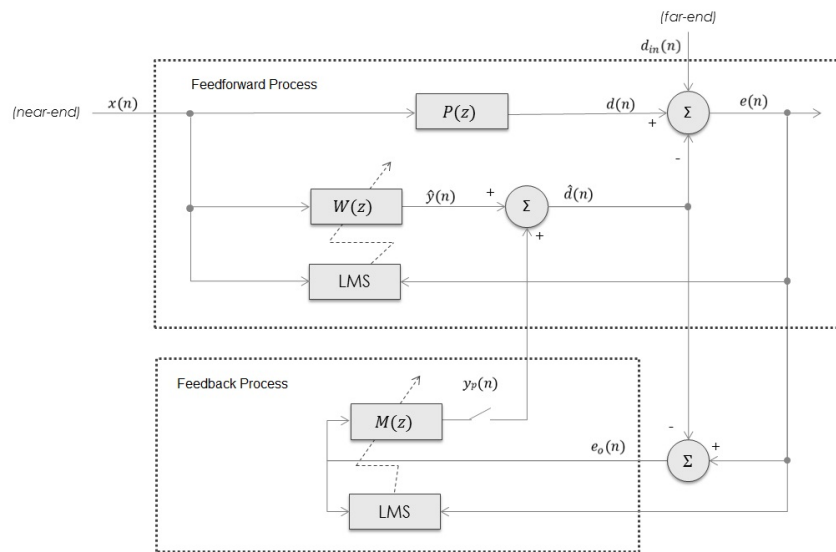 (far-end)
d_in(n)
Feedforward Process
(near-end)
x(n)
P(z)
d(n)
+
Σ
e(n)
-
W(z)
ŷ(n)
+
Σ
d̂(n)
+
LMS
Feedback Process
M(z)
y_p(n)
-
e_o(n)
Σ
+
LMS